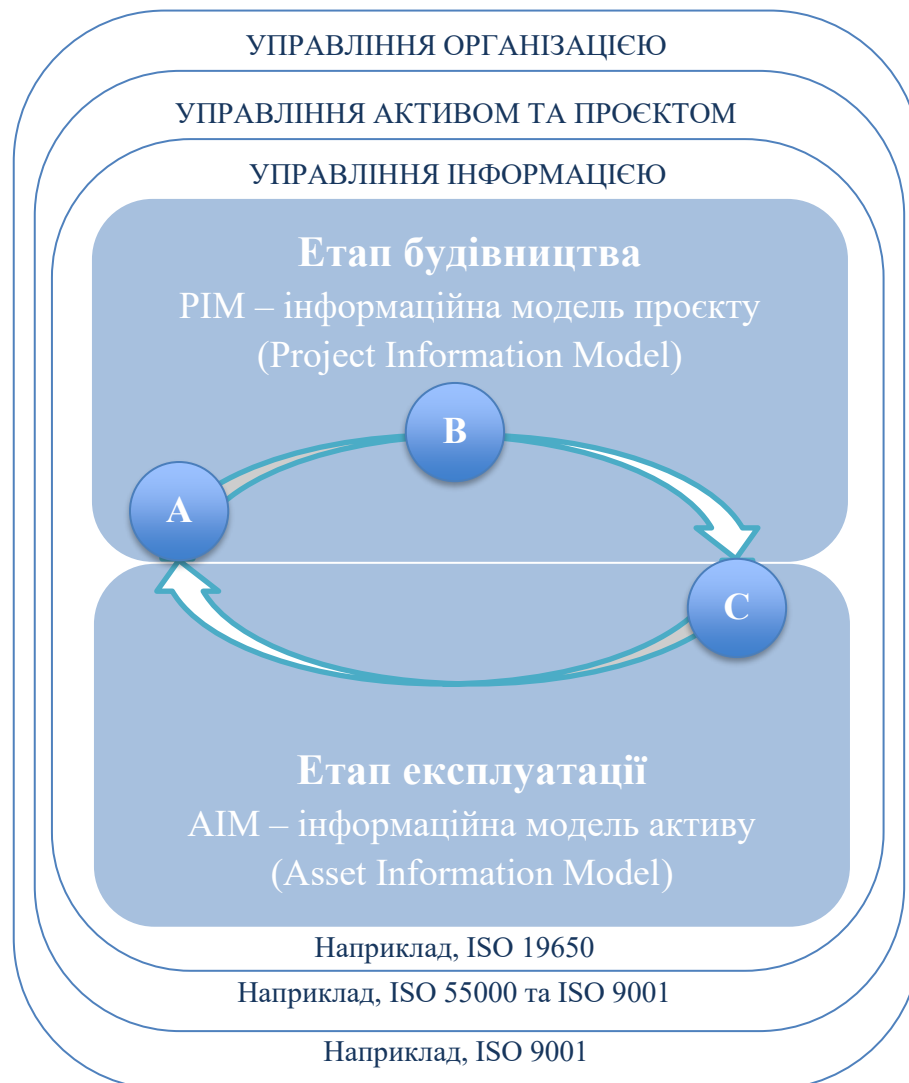 УПРАВЛІННЯ ОРГАНІЗАЦІЄЮ
УПРАВЛІННЯ АКТИВОМ ТА ПРОЄКТОМ
УПРАВЛІННЯ ІНФОРМАЦІЄЮ
Етап будівництва
PIM – інформаційна модель проєкту
(Project Information Model)
B
A
C
Етап експлуатації
AIM – інформаційна модель активу
(Asset Information Model)
Наприклад, ISO 19650
Наприклад, ISO 55000 та ISO 9001
Наприклад, ISO 9001